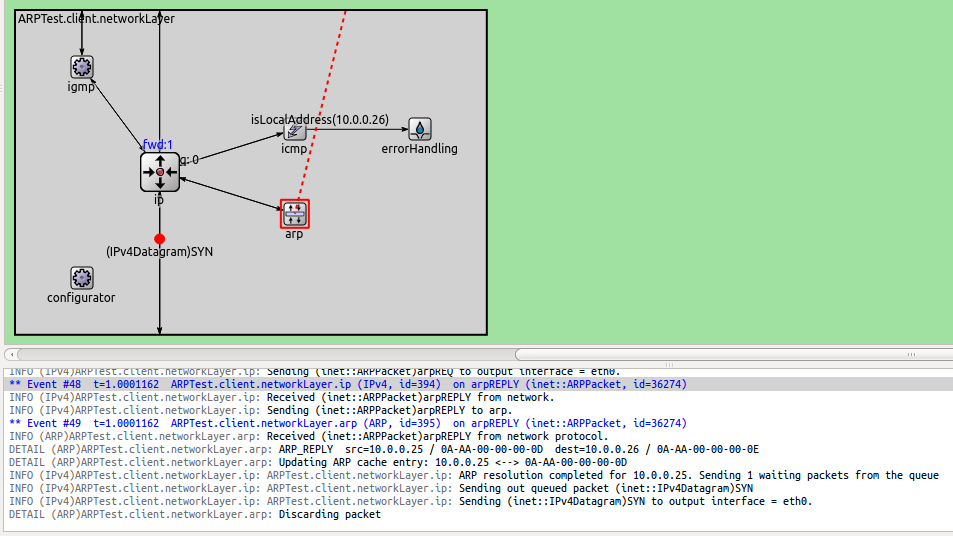 ARPTest.client.networkLayer
igmp
isLocalAddress(10.0.0.26)
icmp
errorHandling
fwd:1
q: 0
ip
arp
(IPv4Datagram)SYN
configurator
INFO (IPv4)ARPTest.client.networkLayer.ip: Sending (inet::ARPPacket)arpREQ to output interface = eth0.
** Event #48  t=1.0001162  ARPTest.client.networkLayer.ip (IPv4, id=394)  on arpREPLY (inet::ARPPacket, id=36274)
INFO (IPv4)ARPTest.client.networkLayer.ip: Received (inet::ARPPacket)arpREPLY from network.
INFO (IPv4)ARPTest.client.networkLayer.ip: Sending (inet::ARPPacket)arpREPLY to arp.
** Event #49  t=1.0001162  ARPTest.client.networkLayer.arp (ARP, id=395)  on arpREPLY (inet::ARPPacket, id=36274)
INFO (ARP)ARPTest.client.networkLayer.arp: Received (inet::ARPPacket)arpREPLY from network protocol.
DETAIL (ARP)ARPTest.client.networkLayer.arp: ARP_REPLY  src=10.0.0.25 / 0A-AA-00-00-00-0D  dest=10.0.0.26 / 0A-AA-00-00-00-0E
DETAIL (ARP)ARPTest.client.networkLayer.arp: Updating ARP cache entry: 10.0.0.25 <--> 0A-AA-00-00-00-0D
INFO (IPv4)ARPTest.client.networkLayer.arp: ARPTest.client.networkLayer.ip: ARP resolution completed for 10.0.0.25. Sending 1 waiting packets from the queue
INFO (IPv4)ARPTest.client.networkLayer.arp: ARPTest.client.networkLayer.ip: Sending out queued packet (inet::IPv4Datagram)SYN
INFO (IPv4)ARPTest.client.networkLayer.arp: ARPTest.client.networkLayer.ip: Sending (inet::IPv4Datagram)SYN to output interface = eth0.
DETAIL (ARP)ARPTest.client.networkLayer.arp: Discarding packet